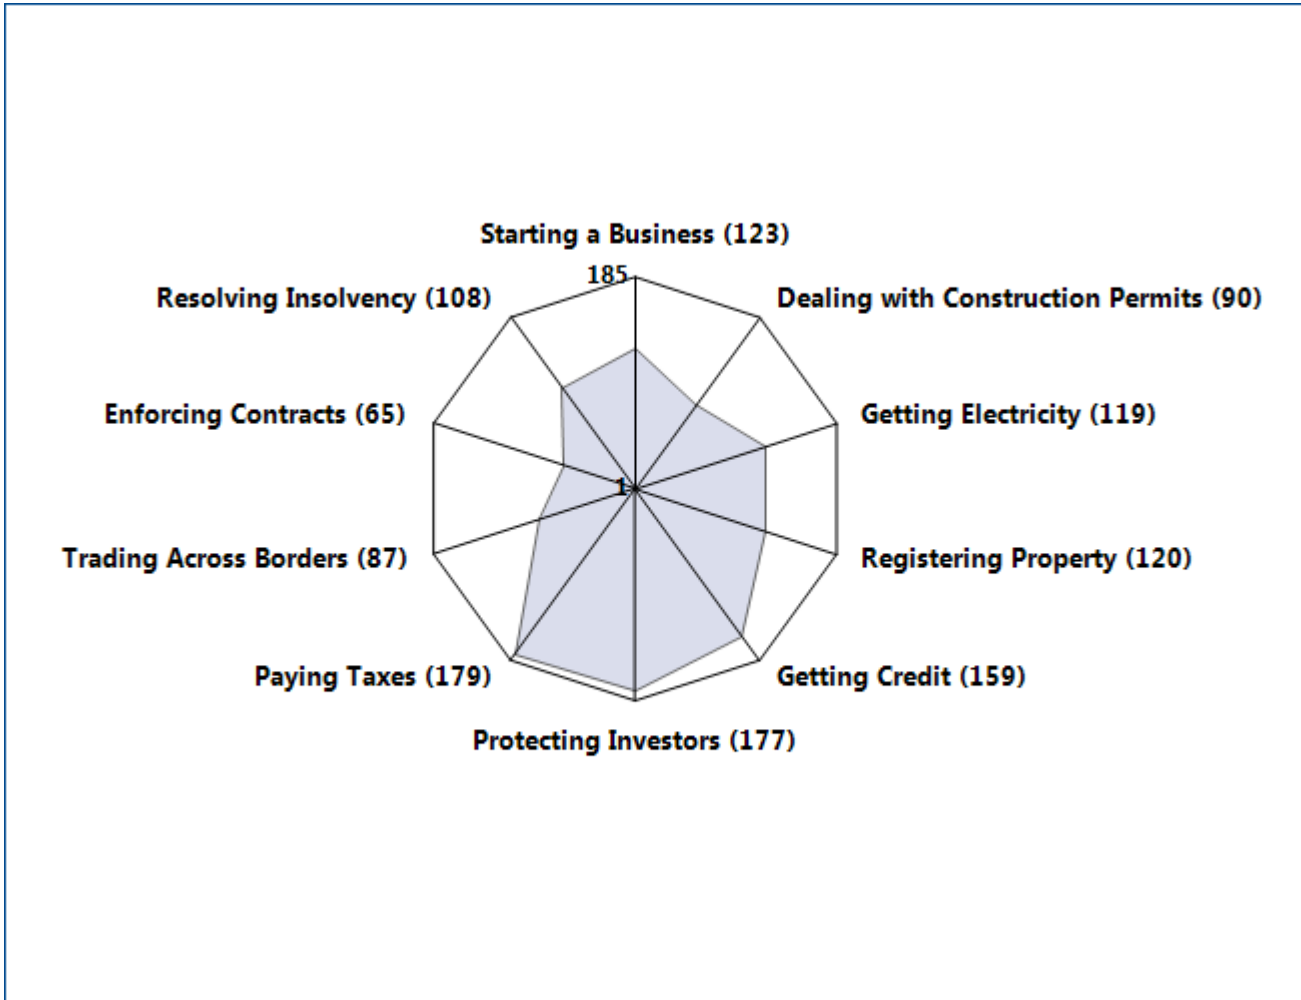 Starting a Business (123)
185
Resolving Insolvency (108)
Dealing with Construction Permits (90)
Enforcing Contracts (65)
Getting Electricity (119)
1
Trading Across Borders (87)
Registering Property (120)
Paying Taxes (179)
Getting Credit (159)
Protecting Investors (177)